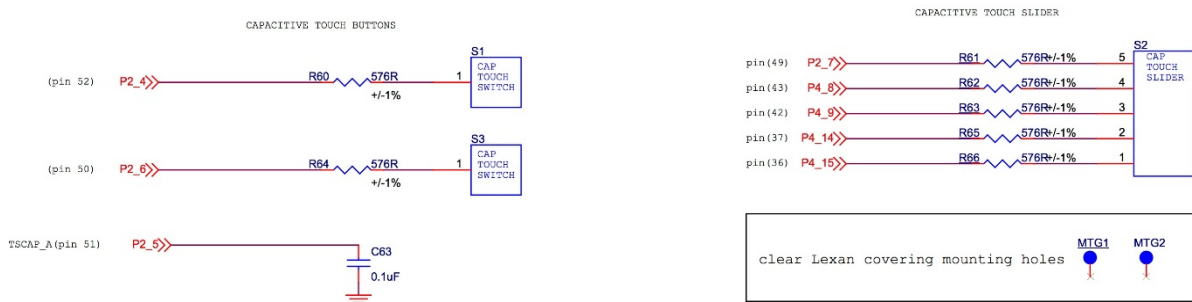 CAPACITIVE TOUCH BUTTONS
S1
(pin 52) P2_4 R60 576R 1 CAP TOUCH SWITCH
+/-1%
S3
(pin 50) P2_6 R64 576R 1 CAP TOUCH SWITCH
+/-1%
TSCAP_A(pin 51) P2_5
C63
0.1uF
CAPACITIVE TOUCH SLIDER
S2
CAP
TOUCH
SLIDER
pin(49) P2_7 R61 576R+/-1% 5
pin(43) P4_8 R62 576R+/-1% 4
pin(42) P4_9 R63 576R+/-1% 3
pin(37) P4_14 R65 576R+/-1% 2
pin(36) P4_15 R66 576R+/-1% 1
MTG1 MTG2
clear Lexan covering mounting holes